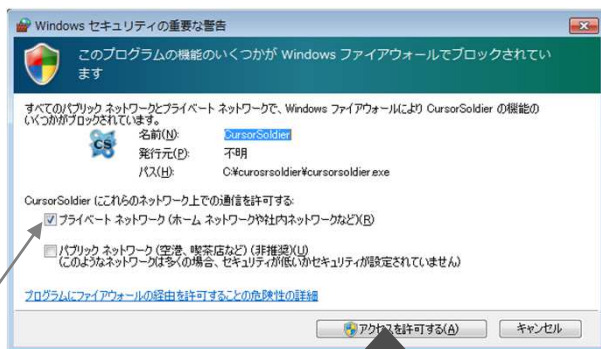 Windows セキュリティの重要な警告
このプログラムの機能のいくつかが Windows ファイアウォールでブロックされてい
ます
すべてのパブリック ネットワークとプライベート ネットワークで、Windows ファイアウォールにより CursorSoldier の機能の
いくつかがブロックされています。
CS
名前(N): CursorSoldier
発行元(P): 不明
パス(H): C:¥curosrsoldier¥cursorsoldier.exe
CursorSoldier にこれらのネットワーク上での通信を許可する:
プライベート ネットワーク (ホーム ネットワークや社内ネットワークなど)(R)
パブリック ネットワーク (空港、喫茶店など) (非推奨)(U)
(このようなネットワークは多くの場合、セキュリティが低いかセキュリティが設定されていません)
プログラムにファイアウォールの経由を許可することの危険性の詳細
アクセスを許可する(A) キャンセル